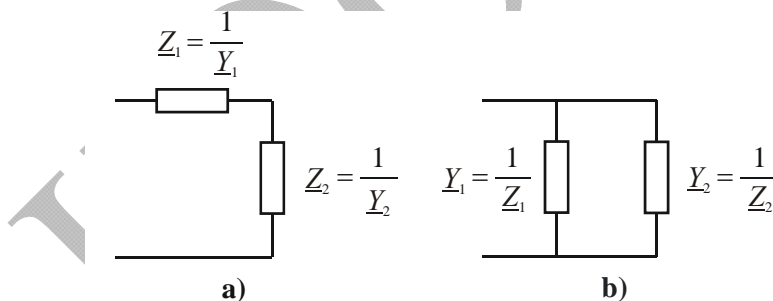 Z₁ = 1/Y₁
Z₂ = 1/Y₂
Y₁ = 1/Z₁
Y₂ = 1/Z₂
a)
b)